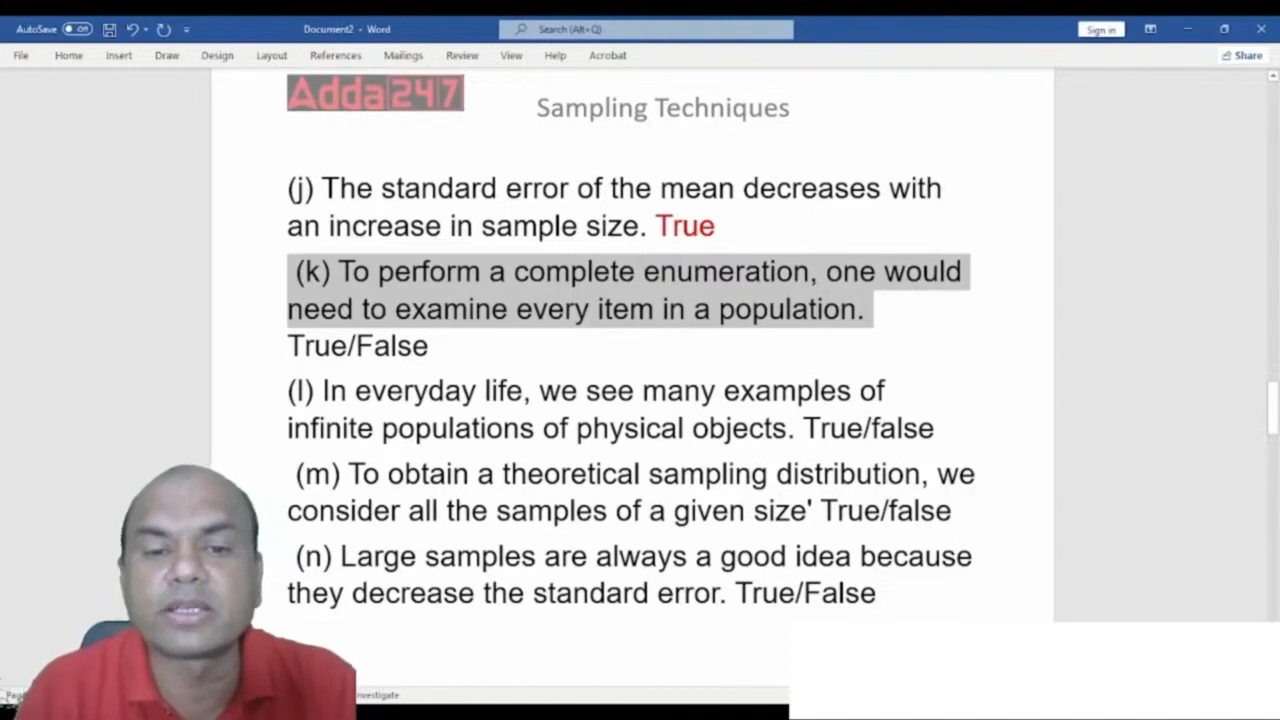 AutoSave Off Document2 - Word Search (Alt+Q) Sign in
File Home Insert Draw Design Layout References Mailings Review View Help Acrobat Share
Adda 247
Sampling Techniques
(j) The standard error of the mean decreases with
an increase in sample size. True
(k) To perform a complete enumeration, one would
need to examine every item in a population.
True/False
(l) In everyday life, we see many examples of
infinite populations of physical objects. True/false
(m) To obtain a theoretical sampling distribution, we
consider all the samples of a given size' True/false
(n) Large samples are always a good idea because
they decrease the standard error. True/False